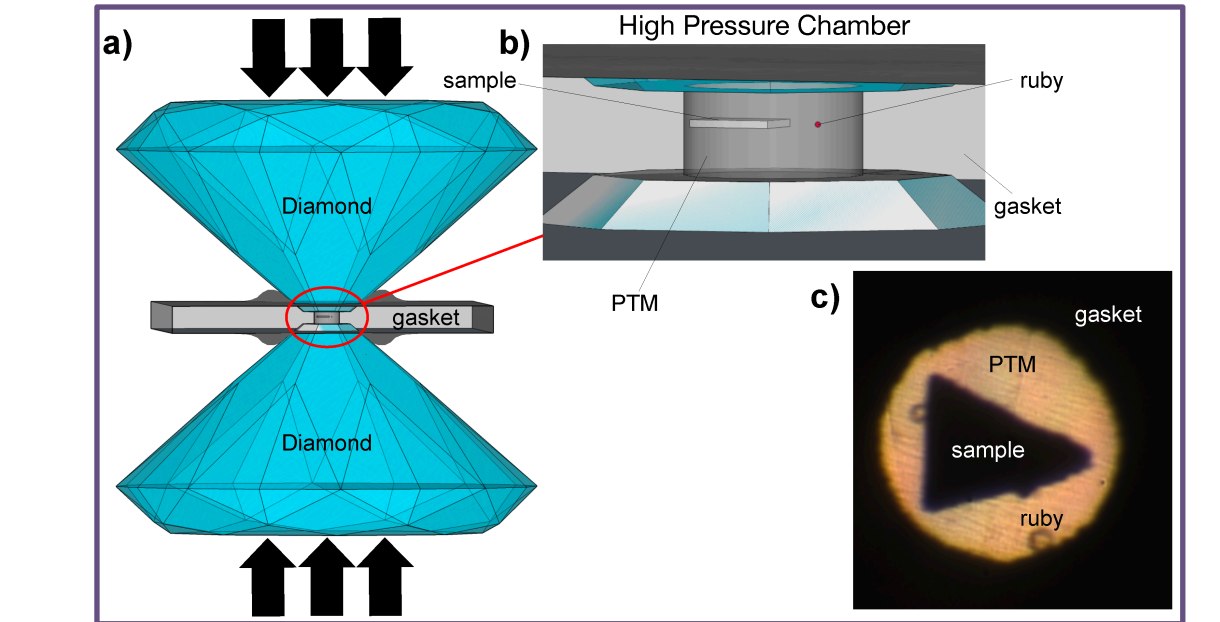 a)
Diamond
gasket
Diamond
b)
High Pressure Chamber
sample
ruby
gasket
PTM
c)
gasket
PTM
sample
ruby